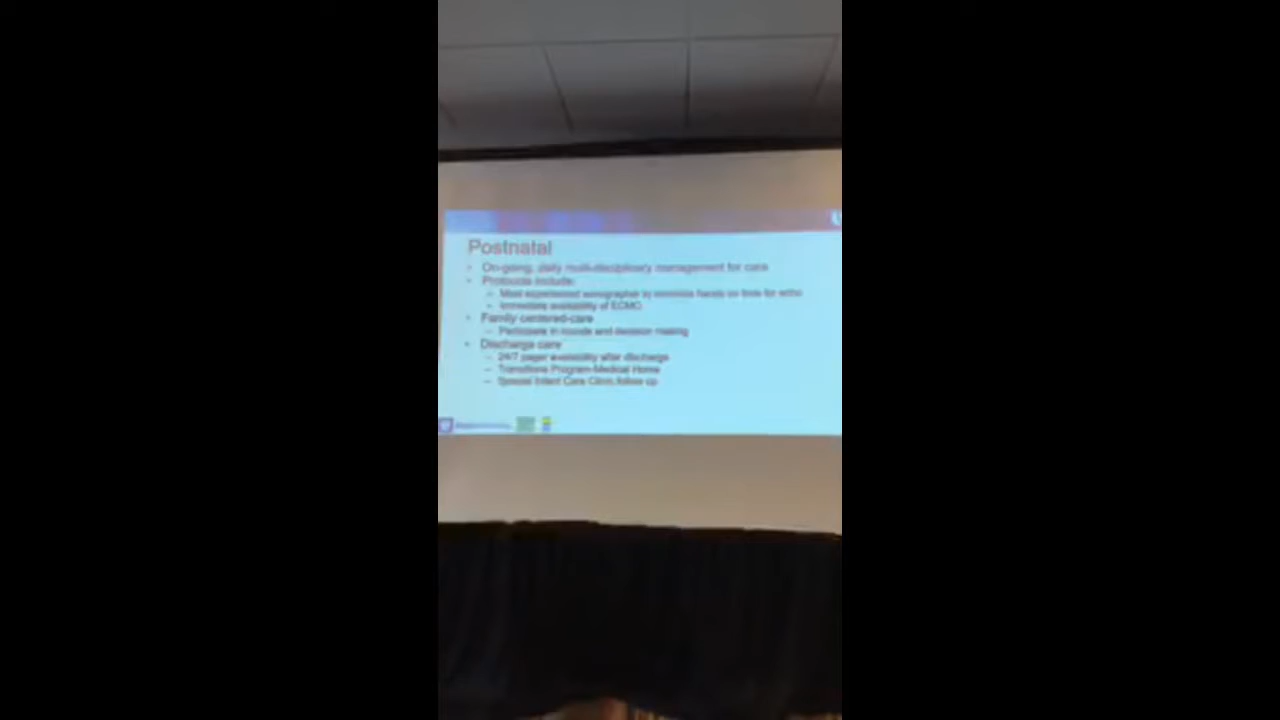 Postnatal
• On-going, daily multi-disciplinary management for care
• Protocols include:
– Most experienced sonographer to minimize hands on time for echo
– Immediate availability of ECMO
• Family centered-care
– Participate in rounds and decision making
• Discharge care
– 24/7 pager availability after discharge
– Transitions Program-Medical Home
– Special Infant Care Clinic follow up